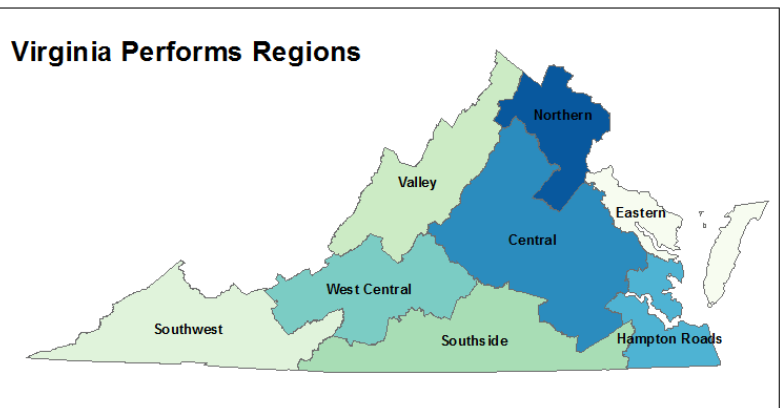 Virginia Performs Regions
Northern
Valley
Eastern
Central
West Central
Southwest
Southside
Hampton Roads